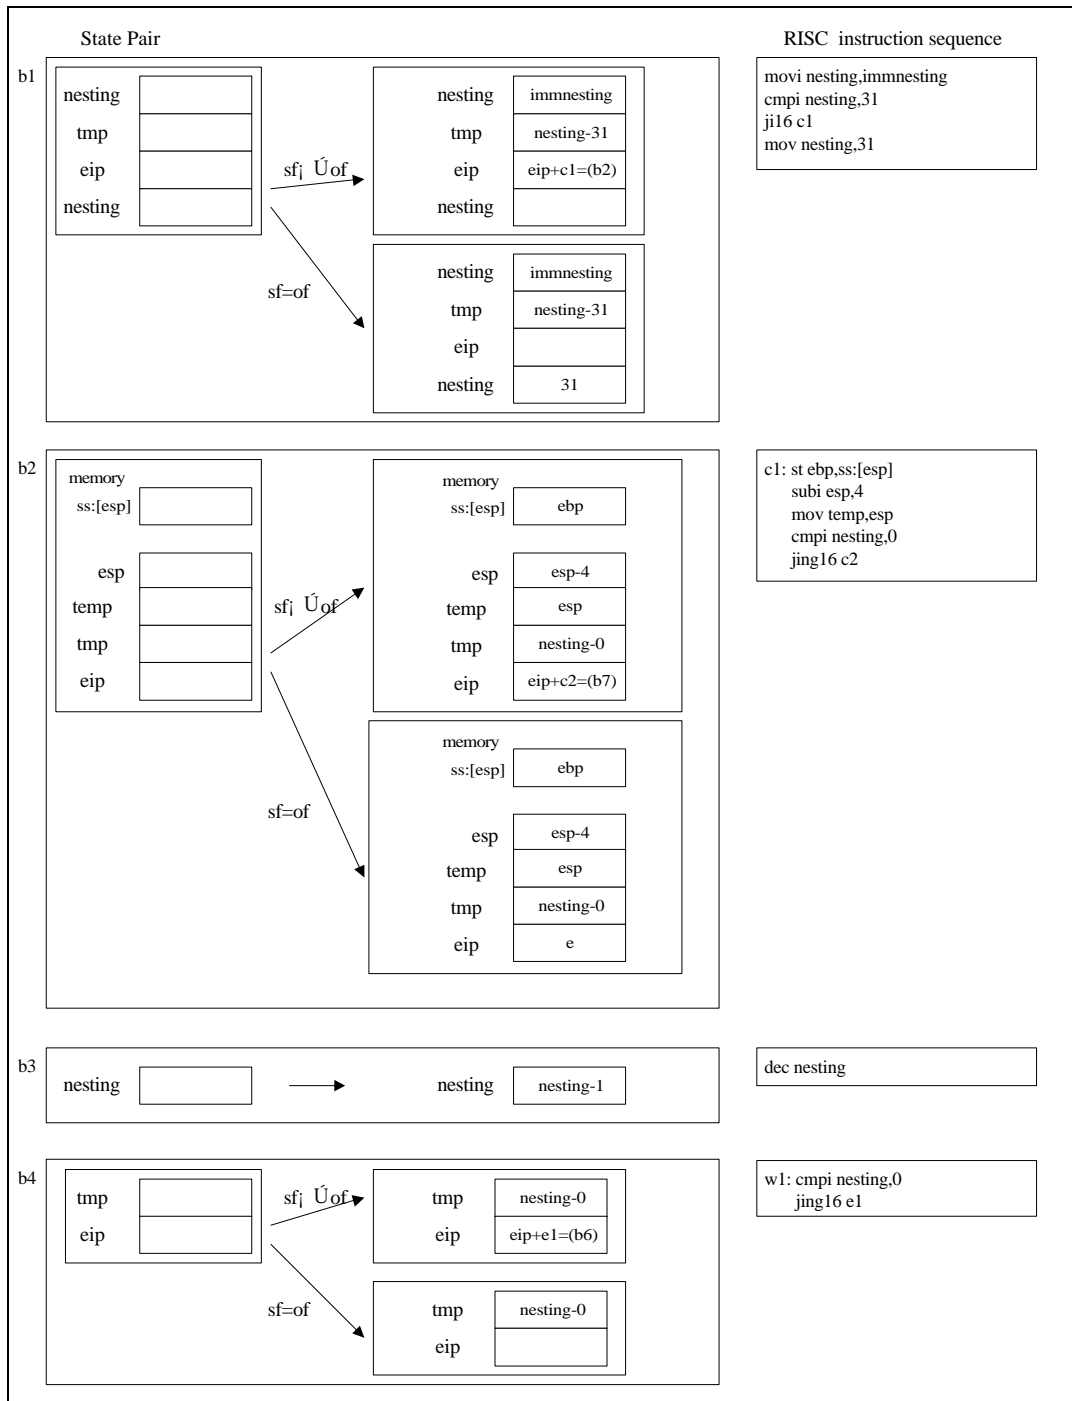 State Pair
RISC instruction sequence
b1
nesting
tmp
eip
nesting
sf¡ Úof
sf=of
nesting immnesting
tmp nesting-31
eip eip+c1=(b2)
nesting
nesting immnesting
tmp nesting-31
eip
nesting 31
movi nesting,immnesting
cmpi nesting,31
ji16 c1
mov nesting,31
b2
memory
ss:[esp]
esp
temp
tmp
eip
sf¡ Úof
sf=of
memory
ss:[esp] ebp
esp esp-4
temp esp
tmp nesting-0
eip eip+c2=(b7)
memory
ss:[esp] ebp
esp esp-4
temp esp
tmp nesting-0
eip e
c1: st ebp,ss:[esp]
subi esp,4
mov temp,esp
cmpi nesting,0
jing16 c2
b3
nesting
nesting nesting-1
dec nesting
b4
tmp
eip
sf¡ Úof
sf=of
tmp nesting-0
eip eip+e1=(b6)
tmp nesting-0
eip
w1: cmpi nesting,0
jing16 e1